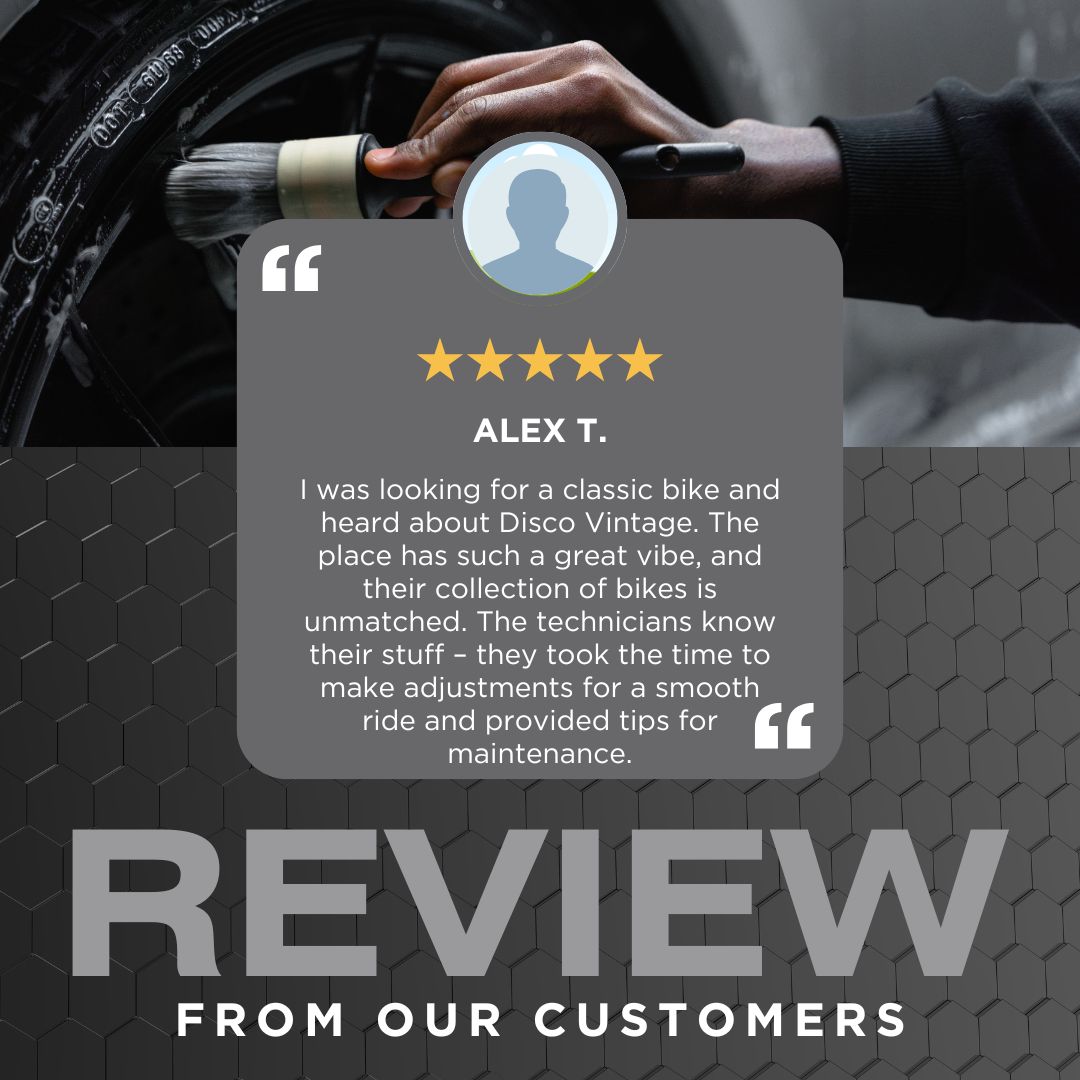 “
★★★★★
ALEX T.
I was looking for a classic bike and
heard about Disco Vintage. The
place has such a great vibe, and
their collection of bikes is
unmatched. The technicians know
their stuff – they took the time to
make adjustments for a smooth
ride and provided tips for
maintenance.
“
REVIEW
FROM OUR CUSTOMERS